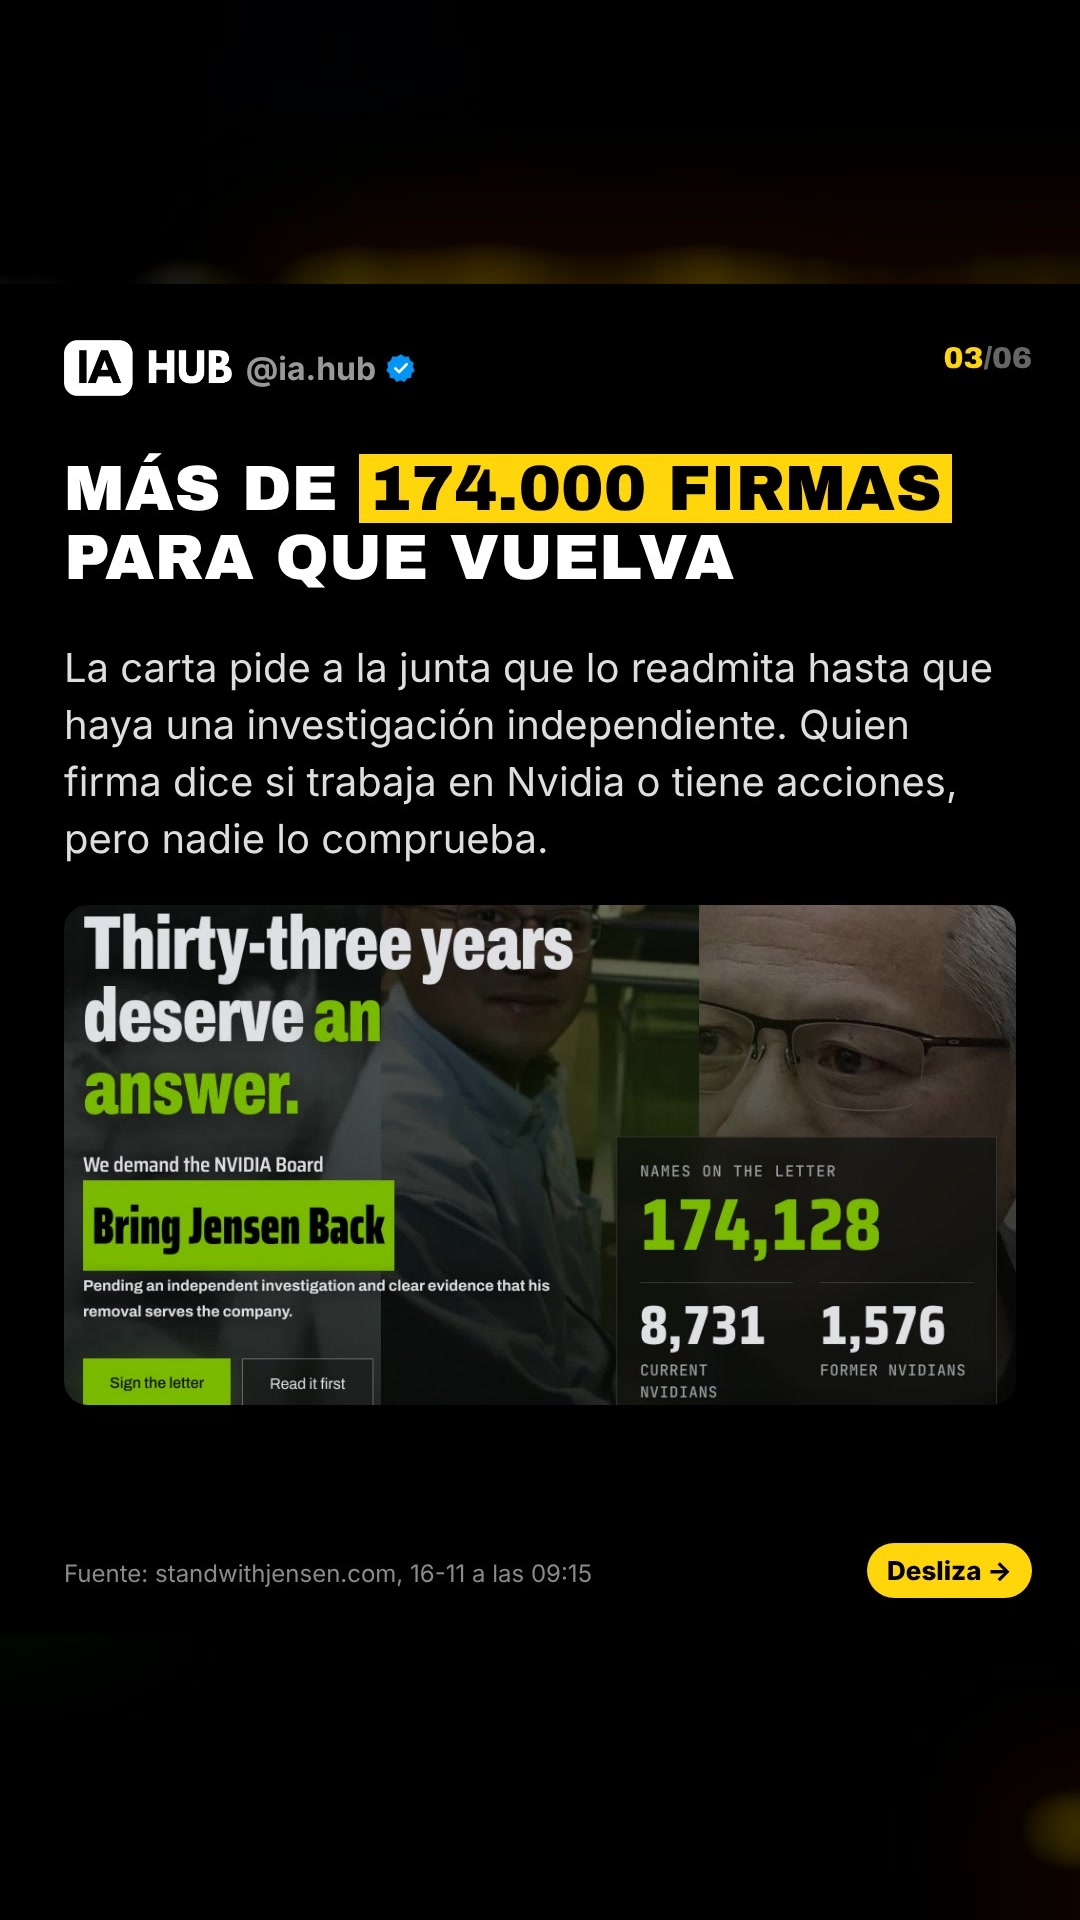 IA HUB @ia.hub
03/06
MÁS DE 174.000 FIRMAS
PARA QUE VUELVA
La carta pide a la junta que lo readmita hasta que
haya una investigación independiente. Quien
firma dice si trabaja en Nvidia o tiene acciones,
pero nadie lo comprueba.
Thirty-three years
deserve an
answer.
We demand the NVIDIA Board
Bring Jensen Back
Pending an independent investigation and clear evidence that his
removal serves the company.
Sign the letter
Read it first
NAMES ON THE LETTER
174,128
8,731
CURRENT
NVIDIANS
1,576
FORMER NVIDIANS
Fuente: standwithjensen.com, 16-11 a las 09:15
Desliza →